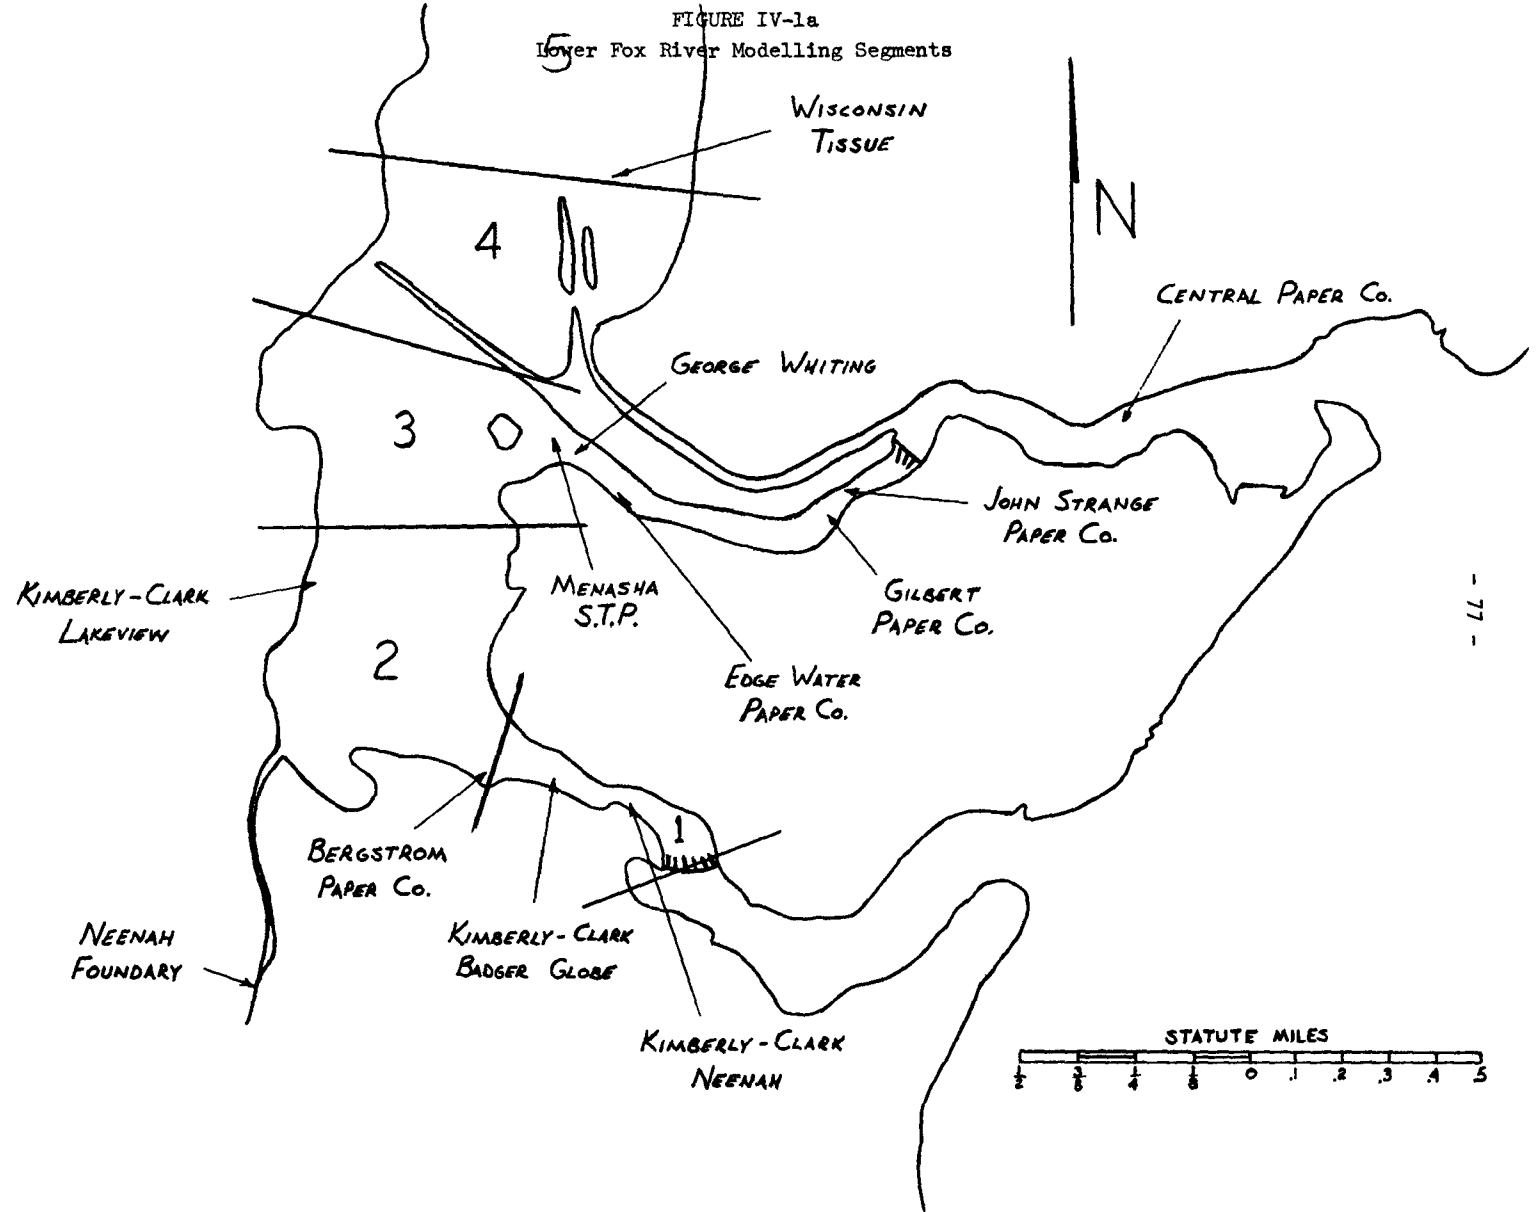 FIGURE IV-1a
Lower Fox River Modelling Segments
5
WISCONSIN
TISSUE
N
4
CENTRAL PAPER CO.
GEORGE WHITING
3
JOHN STRANGE
PAPER CO.
MENASHA
S.T.P.
GILBERT
PAPER CO.
KIMBERLY-CLARK
LAKEVIEW
- 77 -
2
EDGE WATER
PAPER CO.
1
BERGSTROM
PAPER CO.
NEENAH
FOUNDARY
KIMBERLY-CLARK
BADGER GLOBE
KIMBERLY-CLARK
NEENAH
STATUTE MILES
1/2 3/8 1/4 1/8 0 .1 .2 .3 .4 .5